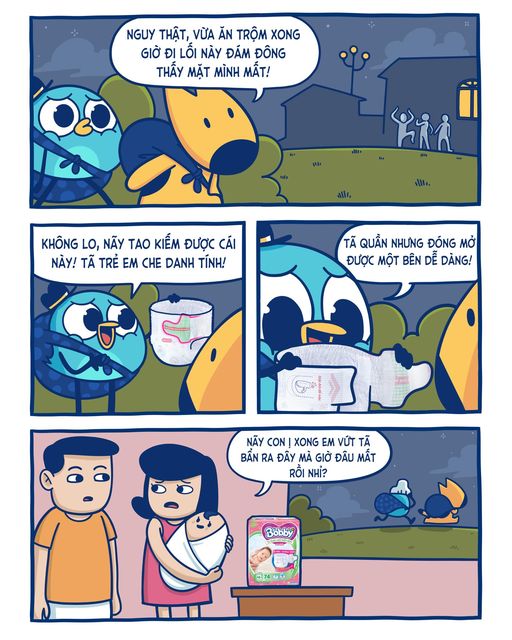 NGUY THẬT, VỪA ĂN TRỘM XONG
GIỜ ĐI LỐI NÀY ĐÁM ĐÔNG
THẤY MẶT MÌNH MẤT!
KHÔNG LO, NÃY TAO KIẾM ĐƯỢC CÁI
NÀY! TÃ TRẺ EM CHE DANH TÍNH!
TÃ QUẦN NHƯNG ĐÓNG MỞ
ĐƯỢC MỘT BÊN DỄ DÀNG!
NÃY CON Ị XONG EM VỨT TÃ
BẨN RA ĐÂY MÀ GIỜ ĐÂU MẤT
RỒI NHỈ?
Bobby
74